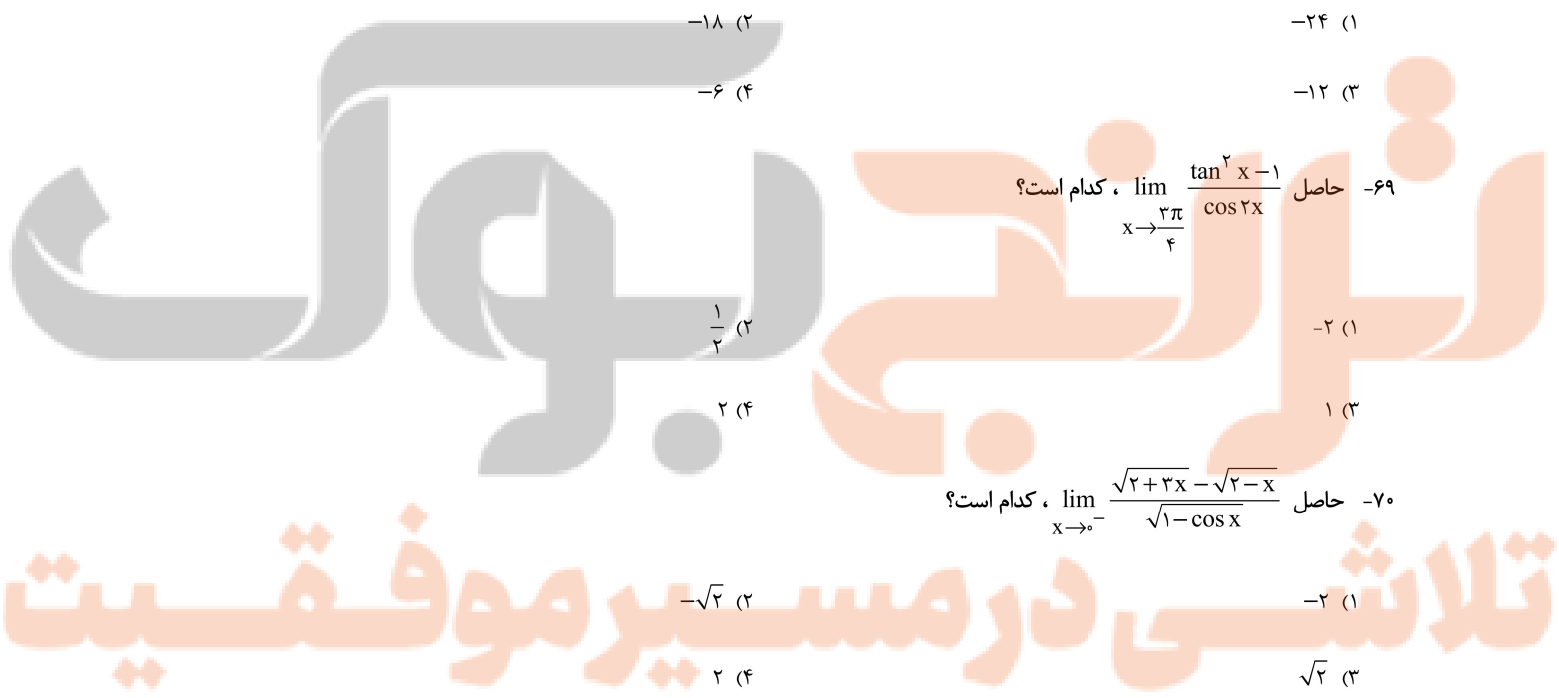 ۱) −۲۴ ۲) −۱۸
۳) −۱۲ ۴) −۶
۶۹- حاصل lim x→۳π/۴ (tan^۲ x −۱)/(cos ۲x) ، کدام است؟
۱) -۲ ۲) ۱/۲
۳) ۱ ۴) ۲
۷۰- حاصل lim x→۰⁻ (√(۲+۳x) − √(۲−x))/√(۱−cos x) ، کدام است؟
۱) −۲ ۲) −√۲
۳) √۲ ۴) ۲
ترنج بوک
تلاشی در مسیر موفقیت